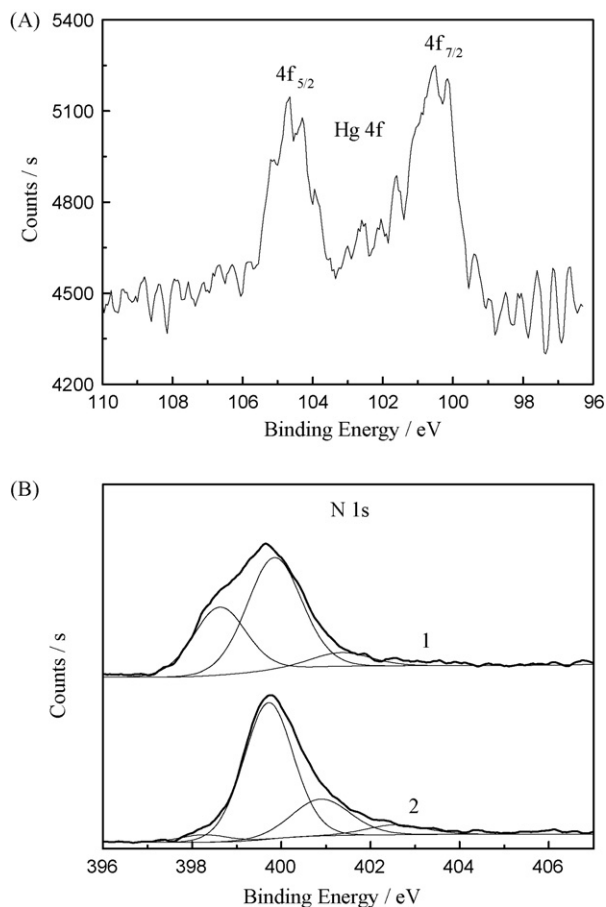 (A)
5400
5100
4800
4500
4200
Counts / s
4f5/2
4f7/2
Hg 4f
110 108 106 104 102 100 98 96
Binding Energy / eV
(B)
N 1s
1
2
Counts / s
396 398 400 402 404 406
Binding Energy / eV